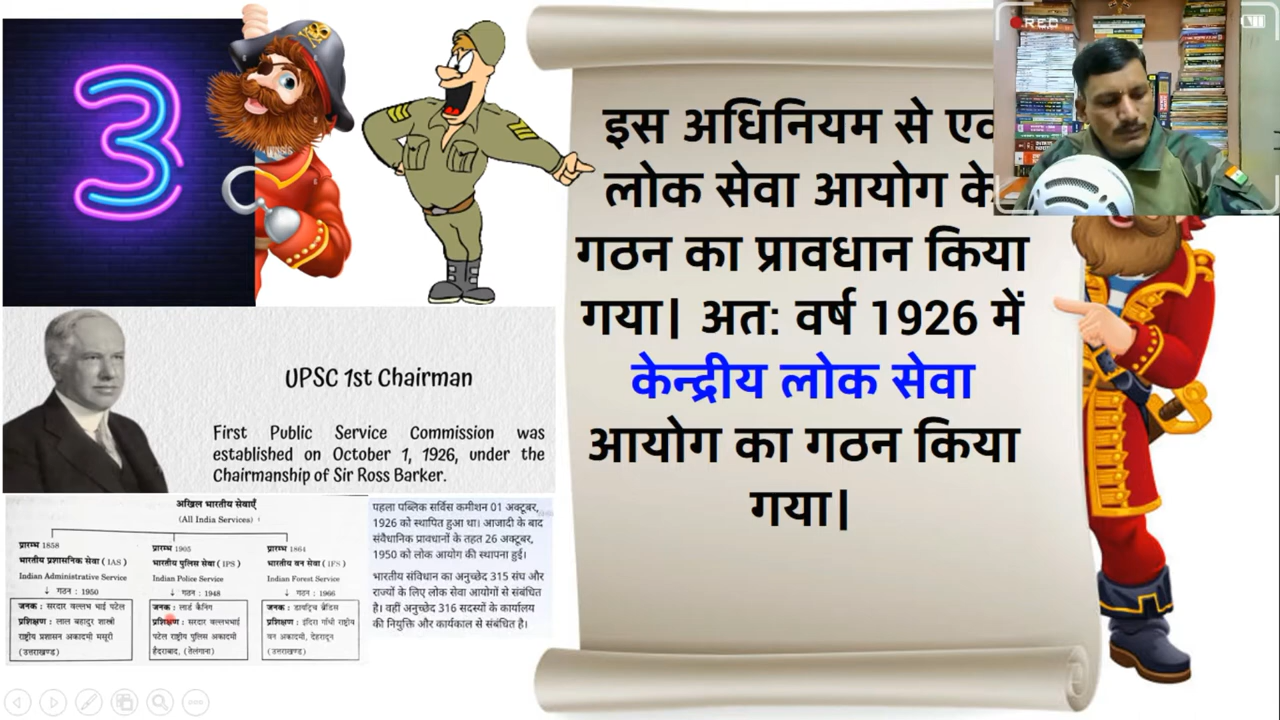 इस अधिनियम से एक
लोक सेवा आयोग के
गठन का प्रावधान किया
गया| अत: वर्ष 1926 में
केन्द्रीय लोक सेवा
आयोग का गठन किया
गया|
REC
UPSC 1st Chairman
First Public Service Commission was
established on October 1, 1926, under the
Chairmanship of Sir Ross Barker.
अखिल भारतीय सेवाएँ
(All India Services)
प्रारम्भ 1858
भारतीय प्रशासनिक सेवा ( IAS )
Indian Administrative Service
↓ गठन : 1950
जनक : सरदार वल्लभ भाई पटेल
प्रशिक्षण : लाल बहादुर शास्त्री
राष्ट्रीय प्रशासन अकादमी मसूरी
(उत्तराखण्ड)
प्रारम्भ 1905
भारतीय पुलिस सेवा ( IPS )
Indian Police Service
↓ गठन : 1948
जनक : लार्ड कैनिंग
प्रशिक्षण : सरदार वल्लभभाई
पटेल राष्ट्रीय पुलिस अकादमी
हैदराबाद, (तेलंगाना)
प्रारम्भ 1864
भारतीय वन सेवा ( IFS )
Indian Forest Service
↓ गठन : 1966
जनक : डायट्रिच ब्रैंडिस
प्रशिक्षण : इंदिरा गाँधी राष्ट्रीय
वन अकादमी, देहरादून
(उत्तराखण्ड)
पहला पब्लिक सर्विस कमीशन 01 अक्टूबर,
1926 को स्थापित हुआ था। आजादी के बाद
संवैधानिक प्रावधानों के तहत 26 अक्टूबर,
1950 को लोक आयोग की स्थापना हुई।
भारतीय संविधान का अनुच्छेद 315 संघ और
राज्यों के लिए लोक सेवा आयोगों से संबंधित
है। वहीं अनुच्छेद 316 सदस्यों के कार्यालय
की नियुक्ति और कार्यकाल से संबंधित है।
3